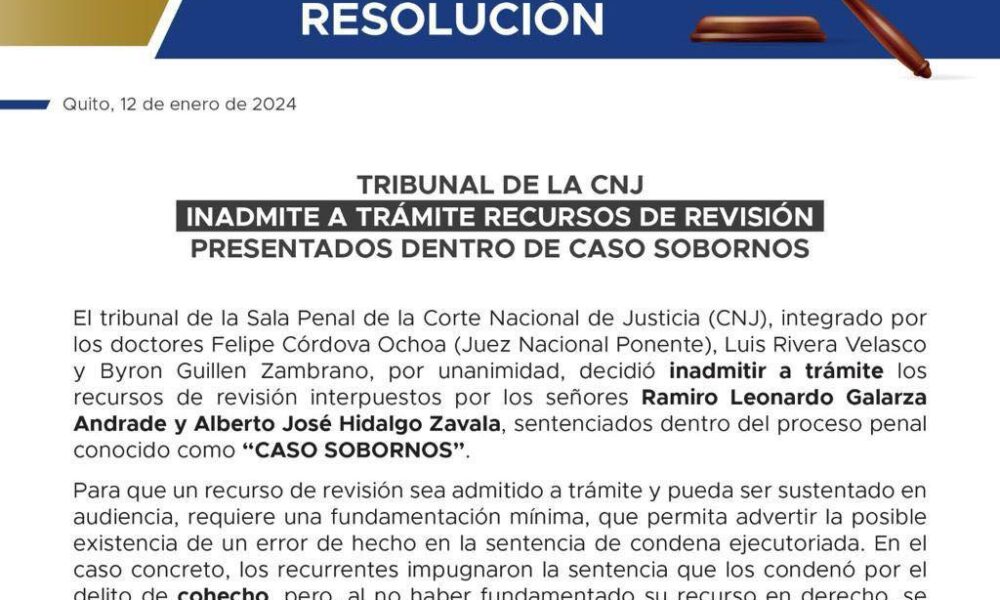 RESOLUCIÓN
Quito, 12 de enero de 2024
TRIBUNAL DE LA CNJ
INADMITE A TRÁMITE RECURSOS DE REVISIÓN
PRESENTADOS DENTRO DE CASO SOBORNOS
El tribunal de la Sala Penal de la Corte Nacional de Justicia (CNJ), integrado por
los doctores Felipe Córdova Ochoa (Juez Nacional Ponente), Luis Rivera Velasco
y Byron Guillen Zambrano, por unanimidad, decidió inadmitir a trámite los
recursos de revisión interpuestos por los señores Ramiro Leonardo Galarza
Andrade y Alberto José Hidalgo Zavala, sentenciados dentro del proceso penal
conocido como “CASO SOBORNOS”.
Para que un recurso de revisión sea admitido a trámite y pueda ser sustentado en
audiencia, requiere una fundamentación mínima, que permita advertir la posible
existencia de un error de hecho en la sentencia de condena ejecutoriada. En el
caso concreto, los recurrentes impugnaron la sentencia que los condenó por el
delito de cohecho, pero, al no haber fundamentado su recurso en derecho, se